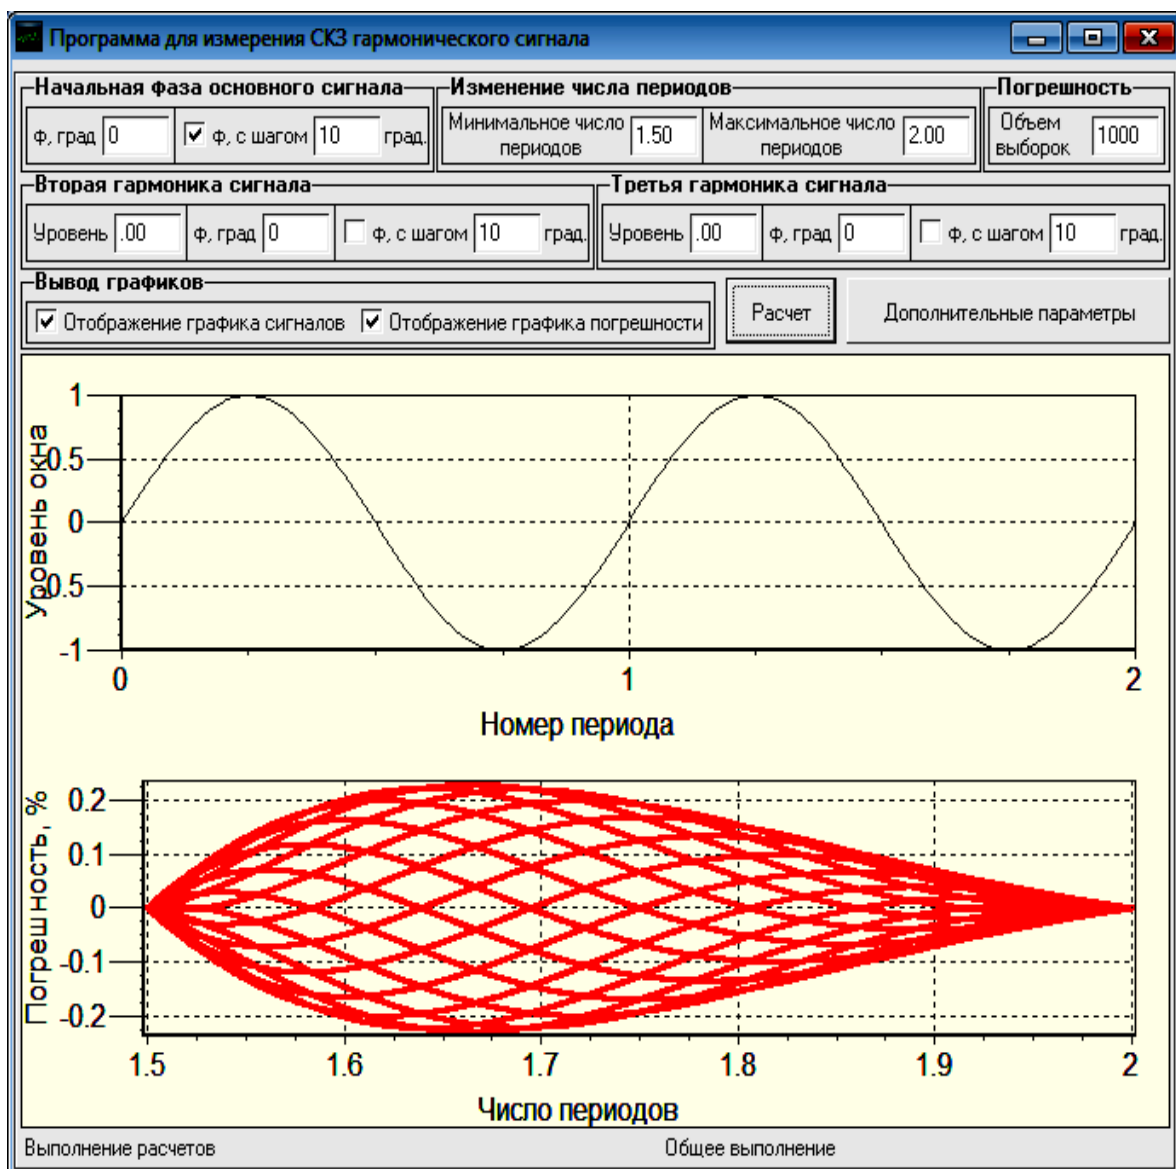 Программа для измерения СКЗ гармонического сигнала
Начальная фаза основного сигнала
Ф, град 0
Ф, с шагом 10 град.
Изменение числа периодов
Минимальное число периодов 1.50
Максимальное число периодов 2.00
Погрешность
Объем выборок 1000
Вторая гармоника сигнала
Уровень .00
Ф, град 0
Ф, с шагом 10 град.
Третья гармоника сигнала
Уровень .00
Ф, град 0
Ф, с шагом 10 град.
Вывод графиков
Отображение графика сигналов
Отображение графика погрешности
Расчет
Дополнительные параметры
Уровень окна
1
0.5
0
-0.5
-1
0 1 2
Номер периода
Погрешность, %
0.2
0.1
0
-0.1
-0.2
1.5 1.6 1.7 1.8 1.9 2
Число периодов
Выполнение расчетов
Общее выполнение